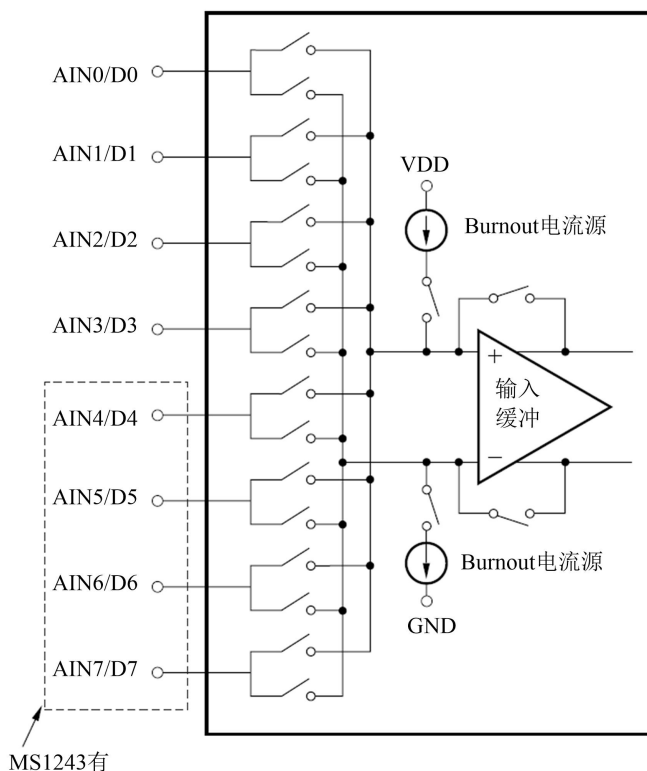 AIN0/D0
AIN1/D1
AIN2/D2
AIN3/D3
AIN4/D4
AIN5/D5
AIN6/D6
AIN7/D7
MS1243有
VDD
Burnout电流源
+
输入
缓冲
−
Burnout电流源
GND